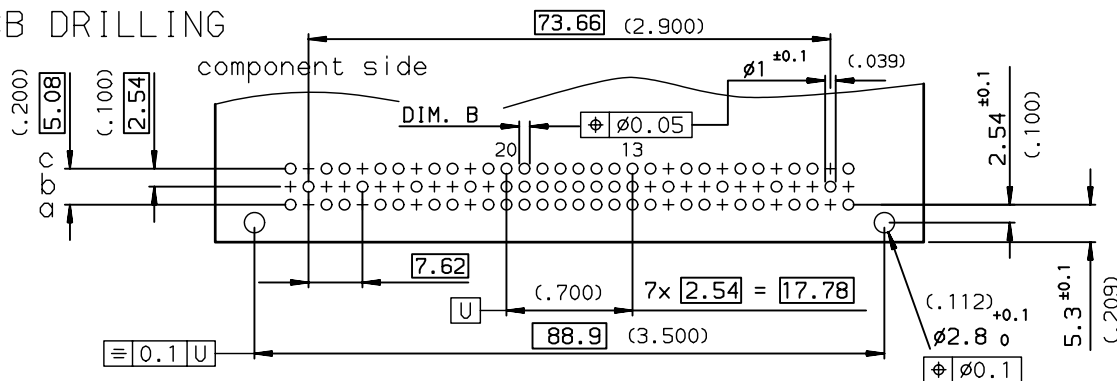 B DRILLING
73.66 (2.900)
component side
ø1 ±0.1 (.039)
(.200)
5.08
(.100)
2.54
DIM. B
⌖ ø0.05
2.54 ±0.1
(.100)
20
13
c
b
a
7.62
(.700)
7x 2.54 = 17.78
U
88.9 (3.500)
⌯ 0.1 U
(.112)
ø2.8 +0.1 0
⌖ ø0.1
5.3 ±0.1
(.209)